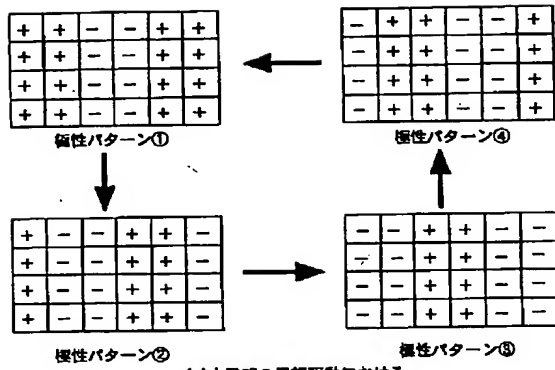 + + − − + +
+ + − − + +
+ + − − + +
+ + − − + +
極性パターン①
− + + − − +
− + + − − +
− + + − − +
− + + − − +
極性パターン④
+ − − + + −
+ − − + + −
+ − − + + −
+ − − + + −
極性パターン②
− − + + − −
− − + + − −
− − + + − −
− − + + − −
極性パターン③